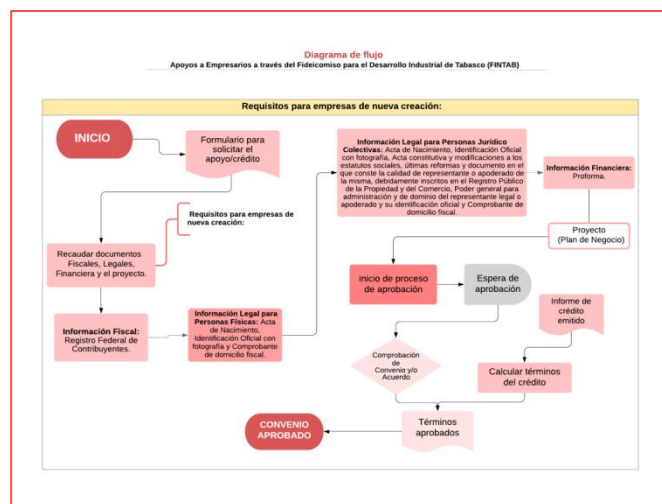 Diagrama de flujo
Apoyos a Empresarios a través del Fideicomiso para el Desarrollo Industrial de Tabasco (FINTAB)
Requisitos para empresas de nueva creación:
INICIO
Formulario para
solicitar el
apoyo/crédito
Requisitos para empresas de
nueva creación:
Recaudar documentos
Fiscales, Legales,
Financiera y el proyecto.
Información Fiscal:
Registro Federal de
Contribuyentes.
Información Legal para
Personas Físicas: Acta
de Nacimiento,
Identificación Oficial con
fotografía y Comprobante
de domicilio fiscal.
Información Legal para Personas Jurídico
Colectivas: Acta de Nacimiento, Identificación Oficial
con fotografía, Acta constitutiva y modificaciones a los
estatutos sociales, últimas reformas y documento en el
que conste la calidad de representante o apoderado de
la misma, debidamente inscritos en el Registro Público
de la Propiedad y del Comercio, Poder general para
administración y de dominio del representante legal o
apoderado y su identificación oficial y Comprobante de
domicilio fiscal.
Información Financiera:
Proforma.
Proyecto
(Plan de Negocio)
inicio de proceso
de aprobación
Espera de
aprobación
Informe de
crédito
emitido
Comprobación
de
Convenio y/o
Acuerdo
Calcular términos
del crédito
Términos
aprobados
CONVENIO
APROBADO